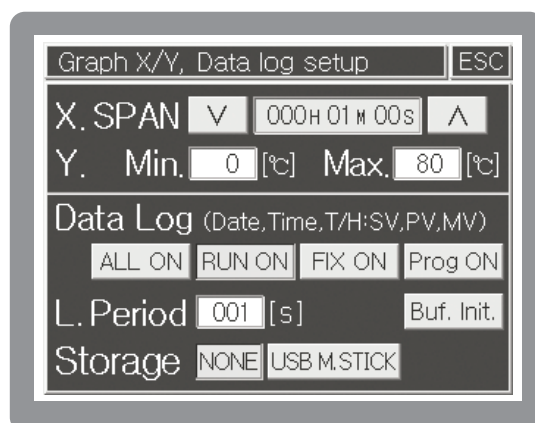 Graph X/Y, Data log setup ESC
X. SPAN ∨ 000H 01 M 00S ∧
Y. Min. 0 [℃] Max. 80 [℃]
Data Log (Date,Time,T/H:SV,PV,MV)
ALL ON RUN ON FIX ON Prog ON
L. Period 001 [s] Buf. Init.
Storage NONE USB M.STICK